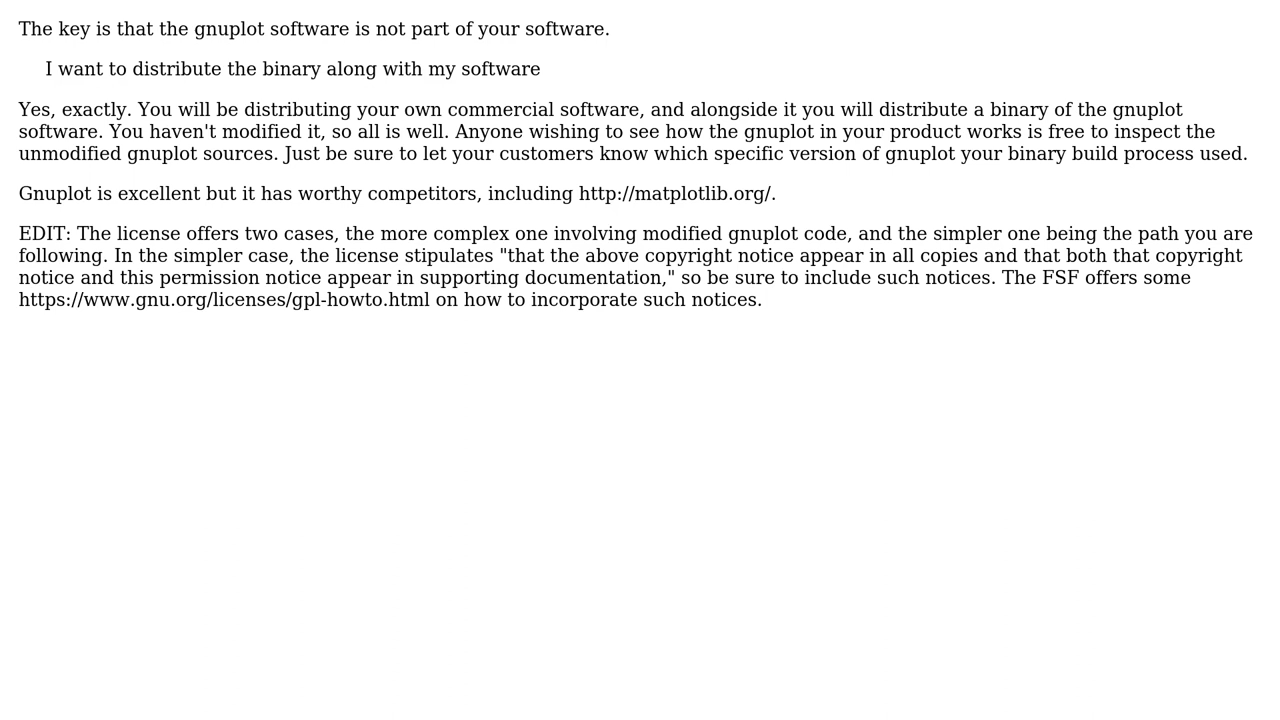 The key is that the gnuplot software is not part of your software.
I want to distribute the binary along with my software
Yes, exactly. You will be distributing your own commercial software, and alongside it you will distribute a binary of the gnuplot
software. You haven't modified it, so all is well. Anyone wishing to see how the gnuplot in your product works is free to inspect the
unmodified gnuplot sources. Just be sure to let your customers know which specific version of gnuplot your binary build process used.
Gnuplot is excellent but it has worthy competitors, including http://matplotlib.org/.
EDIT: The license offers two cases, the more complex one involving modified gnuplot code, and the simpler one being the path you are
following. In the simpler case, the license stipulates "that the above copyright notice appear in all copies and that both that copyright
notice and this permission notice appear in supporting documentation," so be sure to include such notices. The FSF offers some
https://www.gnu.org/licenses/gpl-howto.html on how to incorporate such notices.